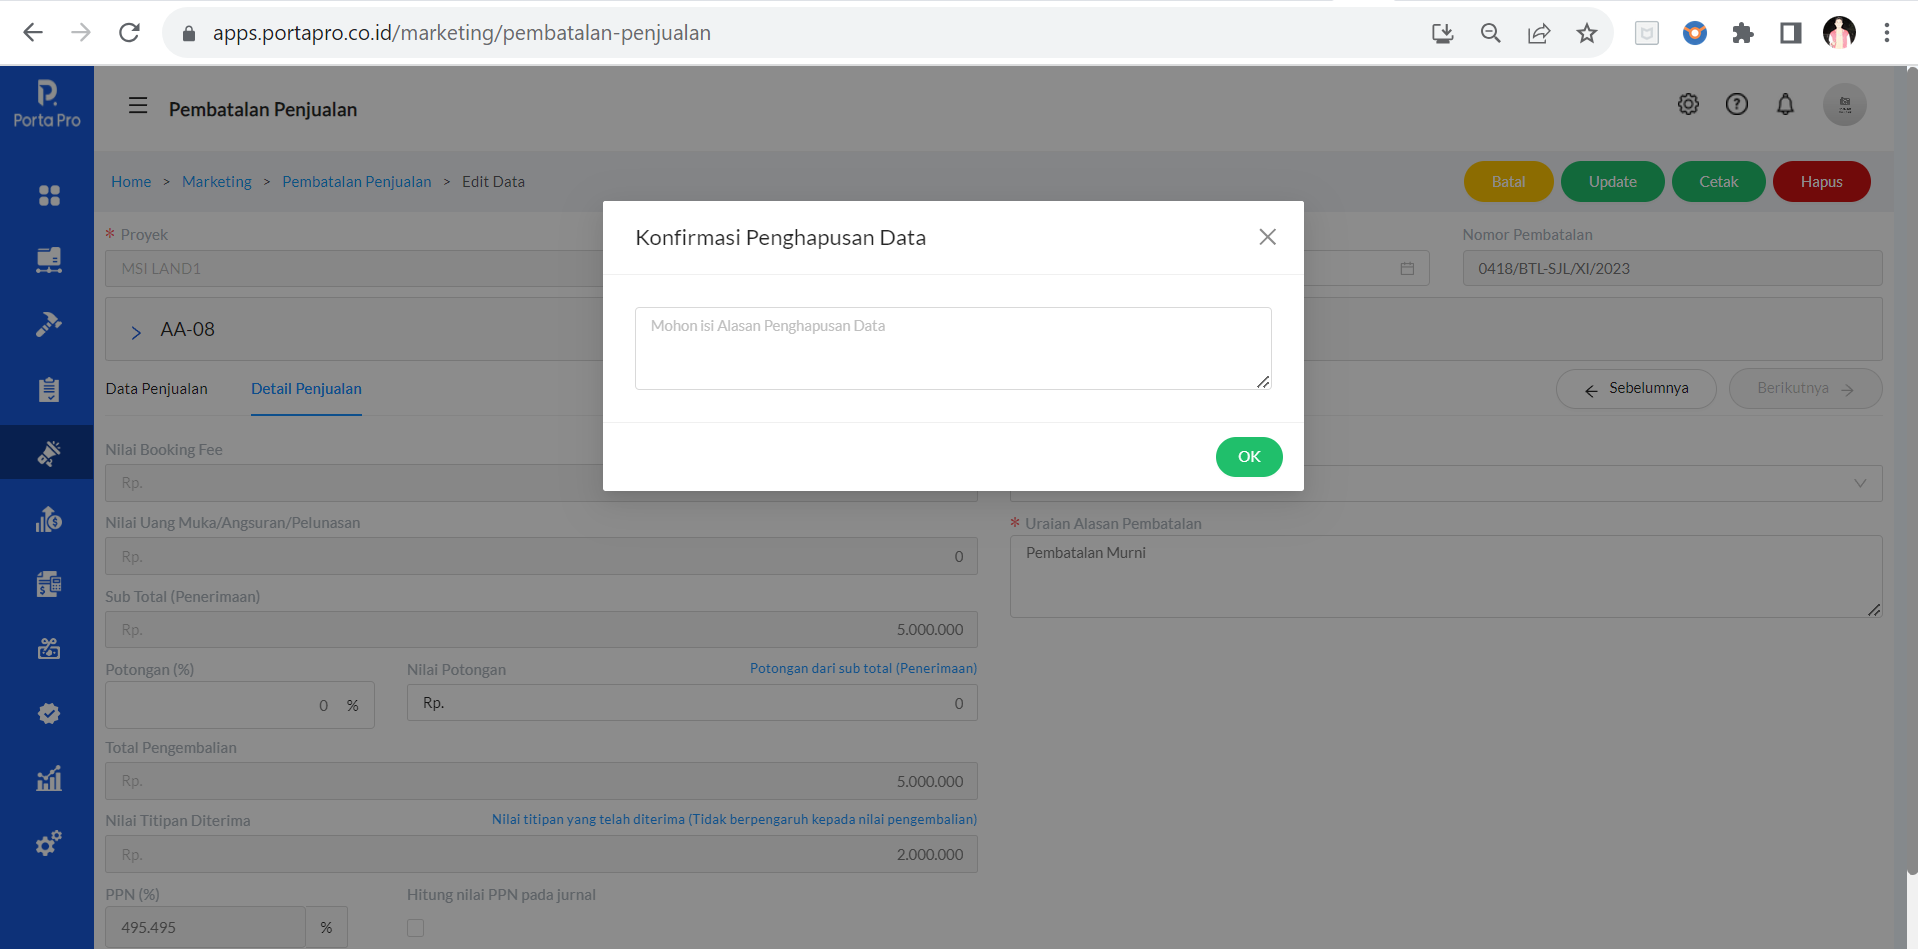 apps.portapro.co.id/marketing/pembatalan-penjualan
Porta Pro
Pembatalan Penjualan
Home > Marketing > Pembatalan Penjualan > Edit Data
Batal
Update
Cetak
Hapus
* Proyek
MSI LAND1
Nomor Pembatalan
0418/BTL-SJL/XI/2023
Konfirmasi Penghapusan Data
Mohon isi Alasan Penghapusan Data
OK
> AA-08
Data Penjualan
Detail Penjualan
← Sebelumnya
Berikutnya →
Nilai Booking Fee
Rp.
Nilai Uang Muka/Angsuran/Pelunasan
Rp. 0
Sub Total (Penerimaan)
Rp. 5.000.000
Potongan (%)
0 %
Nilai Potongan
Potongan dari sub total (Penerimaan)
Rp. 0
Total Pengembalian
Rp. 5.000.000
Nilai Titipan Diterima
Nilai titipan yang telah diterima (Tidak berpengaruh kepada nilai pengembalian)
Rp. 2.000.000
PPN (%)
495.495 %
Hitung nilai PPN pada jurnal
* Uraian Alasan Pembatalan
Pembatalan Murni